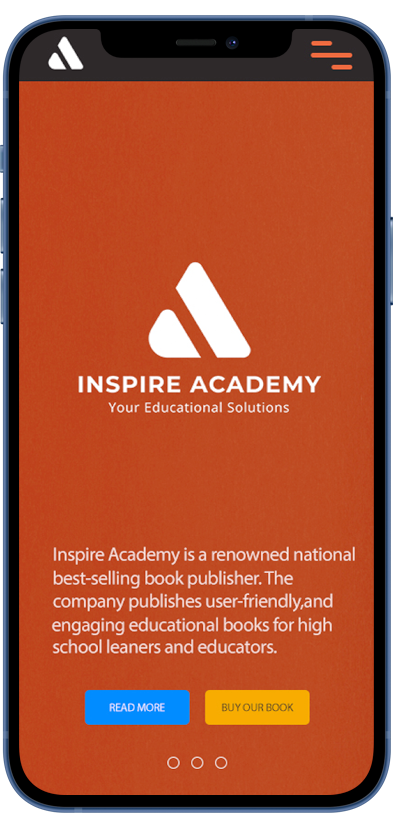 INSPIRE ACADEMY
Your Educational Solutions
Inspire Academy is a renowned national
best-selling book publisher. The
company publishes user-friendly,and
engaging educational books for high
school leaners and educators.
READ MORE
BUY OUR BOOK